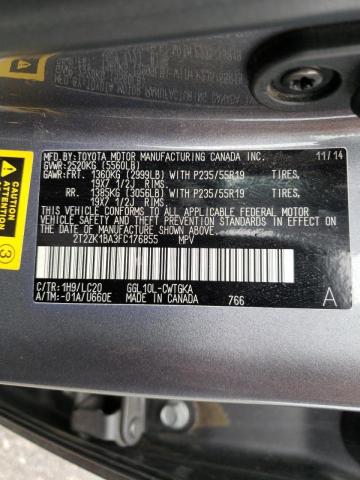 MFD.BY:TOYOTA MOTOR MANUFACTURING CANADA INC. 11/14
GVWR:2520KG (5560LB)
GAWR:FRT. 1360KG (2999LB) WITH P235/55R19 TIRES,
19X7 1/2J RIMS.
RR. 1385KG (3056LB) WITH P235/55R19 TIRES,
19X7 1/2J RIMS.
THIS VEHICLE CONFORMS TO ALL APPLICABLE FEDERAL MOTOR
VEHICLE SAFETY AND THEFT PREVENTION STANDARDS IN
EFFECT ON THE DATE OF MANUFACTURE SHOWN ABOVE.
2T2ZK1BA3FC176855 MPV
C/TR:1H9/LC20 GGL10L-CWTGKA
A/TM:-01A/U660E MADE IN CANADA 766 A
3